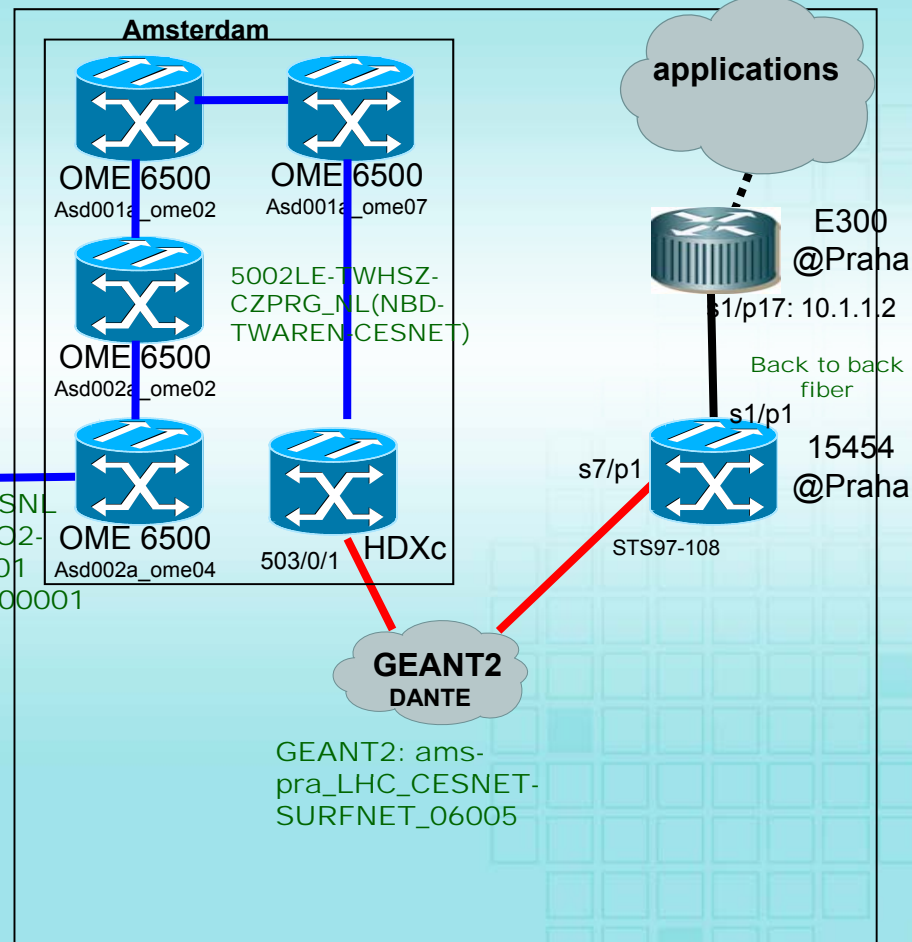 Amsterdam
applications
OME 6500
Asd001a_ome02
OME 6500
Asd001a_ome07
E300
@Praha
s1/p17: 10.1.1.2
5002LE-TWHSZ-
CZPRG_NL(NBD-
TWAREN-CESNET)
OME 6500
Asd002a_ome02
Back to back
fiber
s1/p1
15454
@Praha
s7/p1
STS97-108
SNL
OME 6500
Asd002a_ome04
00001
503/0/1
HDXc
GEANT2
DANTE
GEANT2: ams-
pra_LHC_CESNET-
SURFNET_06005